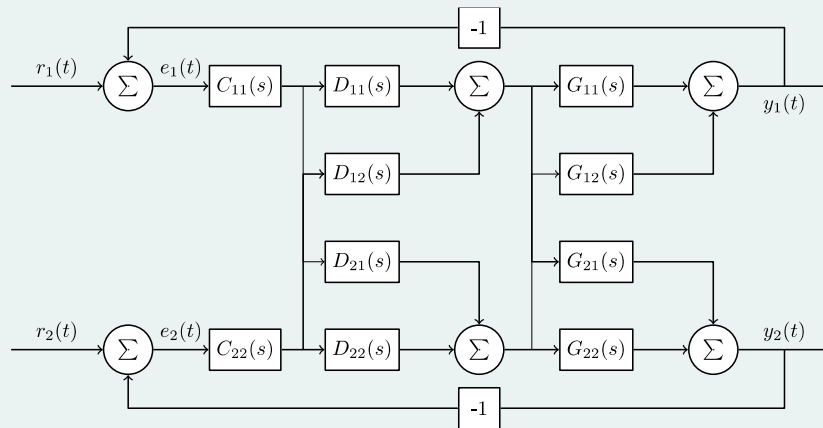 -1
r₁(t) Σ e₁(t) C₁₁(s) D₁₁(s) Σ G₁₁(s) Σ y₁(t)
D₁₂(s) G₁₂(s)
D₂₁(s) G₂₁(s)
r₂(t) Σ e₂(t) C₂₂(s) D₂₂(s) Σ G₂₂(s) Σ y₂(t)
-1